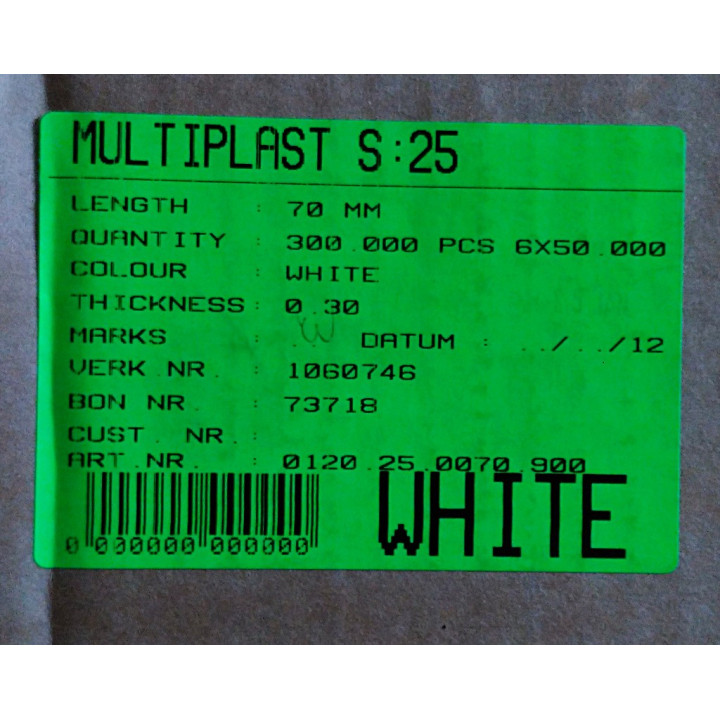 MULTIPLAST S:25
LENGTH : 70 MM
QUANTITY : 300.000 PCS 6X50.000
COLOUR : WHITE
THICKNESS : 0.30
MARKS : .W DATUM : ../../12
VERK.NR. : 1060746
BON NR. : 73718
CUST. NR. :
ART.NR. : 0120.25.0070.900
WHITE
0 000000 000000